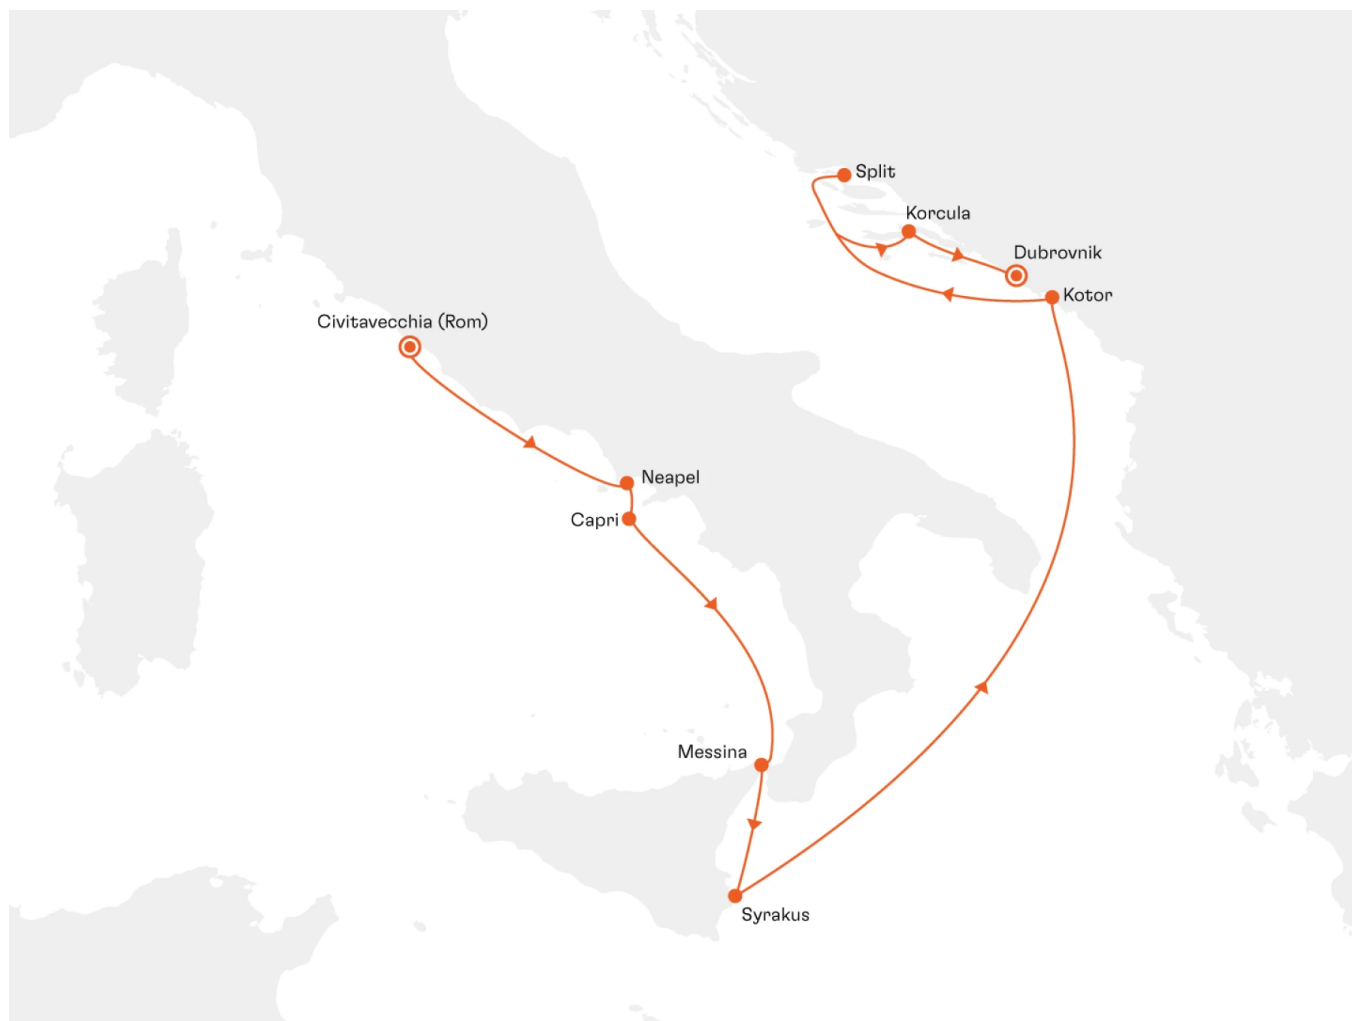 Split
Korcula
Dubrovnik
Kotor
Civitavecchia (Rom)
Neapel
Capri
Messina
Syrakus